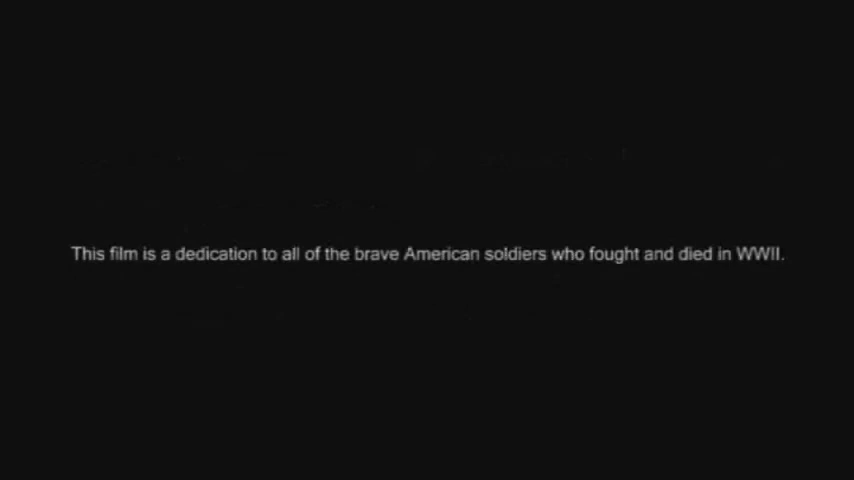 This film is a dedication to all of the brave American soldiers who fought and died in WWII.